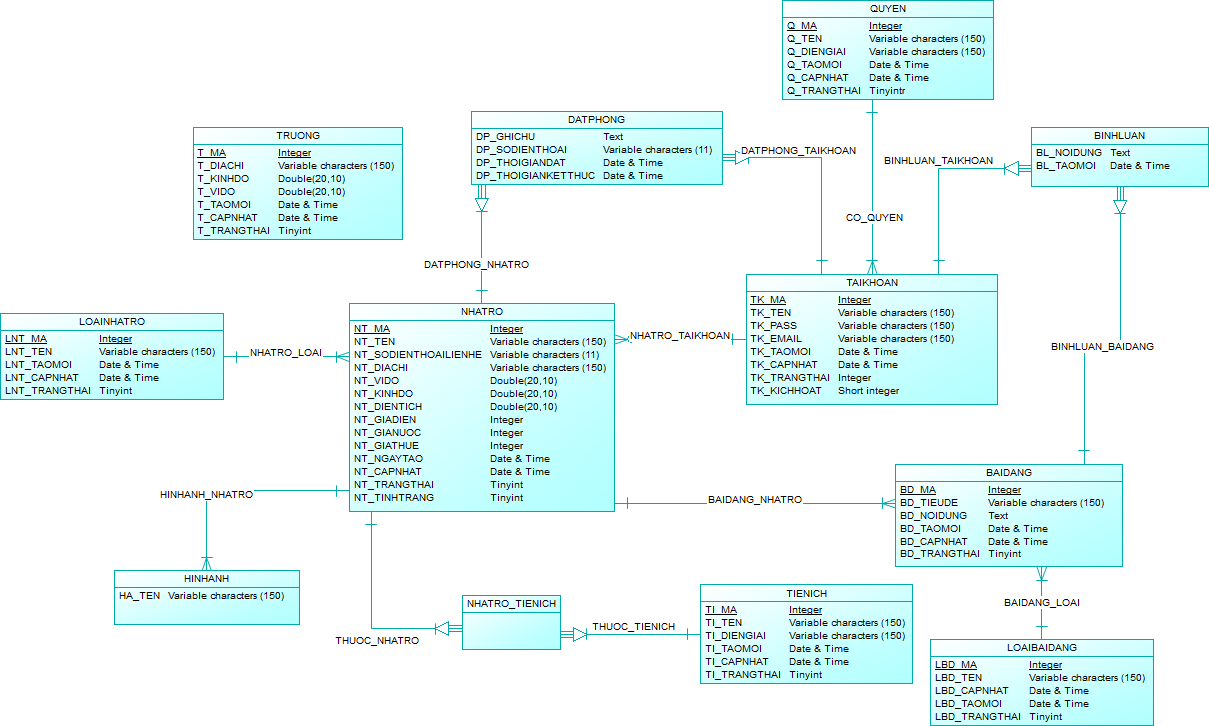 QUYEN
Q_MA Integer
Q_TEN Variable characters (150)
Q_DIENGIAI Variable characters (150)
Q_TAOMOI Date & Time
Q_CAPNHAT Date & Time
Q_TRANGTHAI Tinyintr
DATPHONG
DP_GHICHU Text
DP_SODIENTHOAI Variable characters (11)
DP_THOIGIANDAT Date & Time
DP_THOIGIANKETTHUC Date & Time
TRUONG
T_MA Integer
T_DIACHI Variable characters (150)
T_KINHDO Double(20,10)
T_VIDO Double(20,10)
T_TAOMOI Date & Time
T_CAPNHAT Date & Time
T_TRANGTHAI Tinyint
BINHLUAN
BL_NOIDUNG Text
BL_TAOMOI Date & Time
DATPHONG_TAIKHOAN
BINHLUAN_TAIKHOAN
CO_QUYEN
DATPHONG_NHATRO
TAIKHOAN
TK_MA Integer
TK_TEN Variable characters (150)
TK_PASS Variable characters (150)
TK_EMAIL Variable characters (150)
TK_TAOMOI Date & Time
TK_CAPNHAT Date & Time
TK_TRANGTHAI Integer
TK_KICHHOAT Short integer
NHATRO
NT_MA Integer
NT_TEN Variable characters (150)
NT_SODIENTHOAILIENHE Variable characters (11)
NT_DIACHI Variable characters (150)
NT_VIDO Double(20,10)
NT_KINHDO Double(20,10)
NT_DIENTICH Double(20,10)
NT_GIADIEN Integer
NT_GIANUOC Integer
NT_GIATHUE Integer
NT_NGAYTAO Date & Time
NT_CAPNHAT Date & Time
NT_TRANGTHAI Tinyint
NT_TINHTRANG Tinyint
LOAINHATRO
LNT_MA Integer
LNT_TEN Variable characters (150)
LNT_TAOMOI Date & Time
LNT_CAPNHAT Date & Time
LNT_TRANGTHAI Tinyint
NHATRO_LOAI
NHATRO_TAIKHOAN
BINHLUAN_BAIDANG
HINHANH_NHATRO
BAIDANG_NHATRO
BAIDANG
BD_MA Integer
BD_TIEUDE Variable characters (150)
BD_NOIDUNG Text
BD_TAOMOI Date & Time
BD_CAPNHAT Date & Time
BD_TRANGTHAI Tinyint
HINHANH
HA_TEN Variable characters (150)
NHATRO_TIENICH
TIENICH
TI_MA Integer
TI_TEN Variable characters (150)
TI_DIENGIAI Variable characters (150)
TI_TAOMOI Date & Time
TI_CAPNHAT Date & Time
TI_TRANGTHAI Tinyint
THUOC_NHATRO
THUOC_TIENICH
BAIDANG_LOAI
LOAIBAIDANG
LBD_MA Integer
LBD_TEN Variable characters (150)
LBD_CAPNHAT Date & Time
LBD_TAOMOI Date & Time
LBD_TRANGTHAI Tinyint